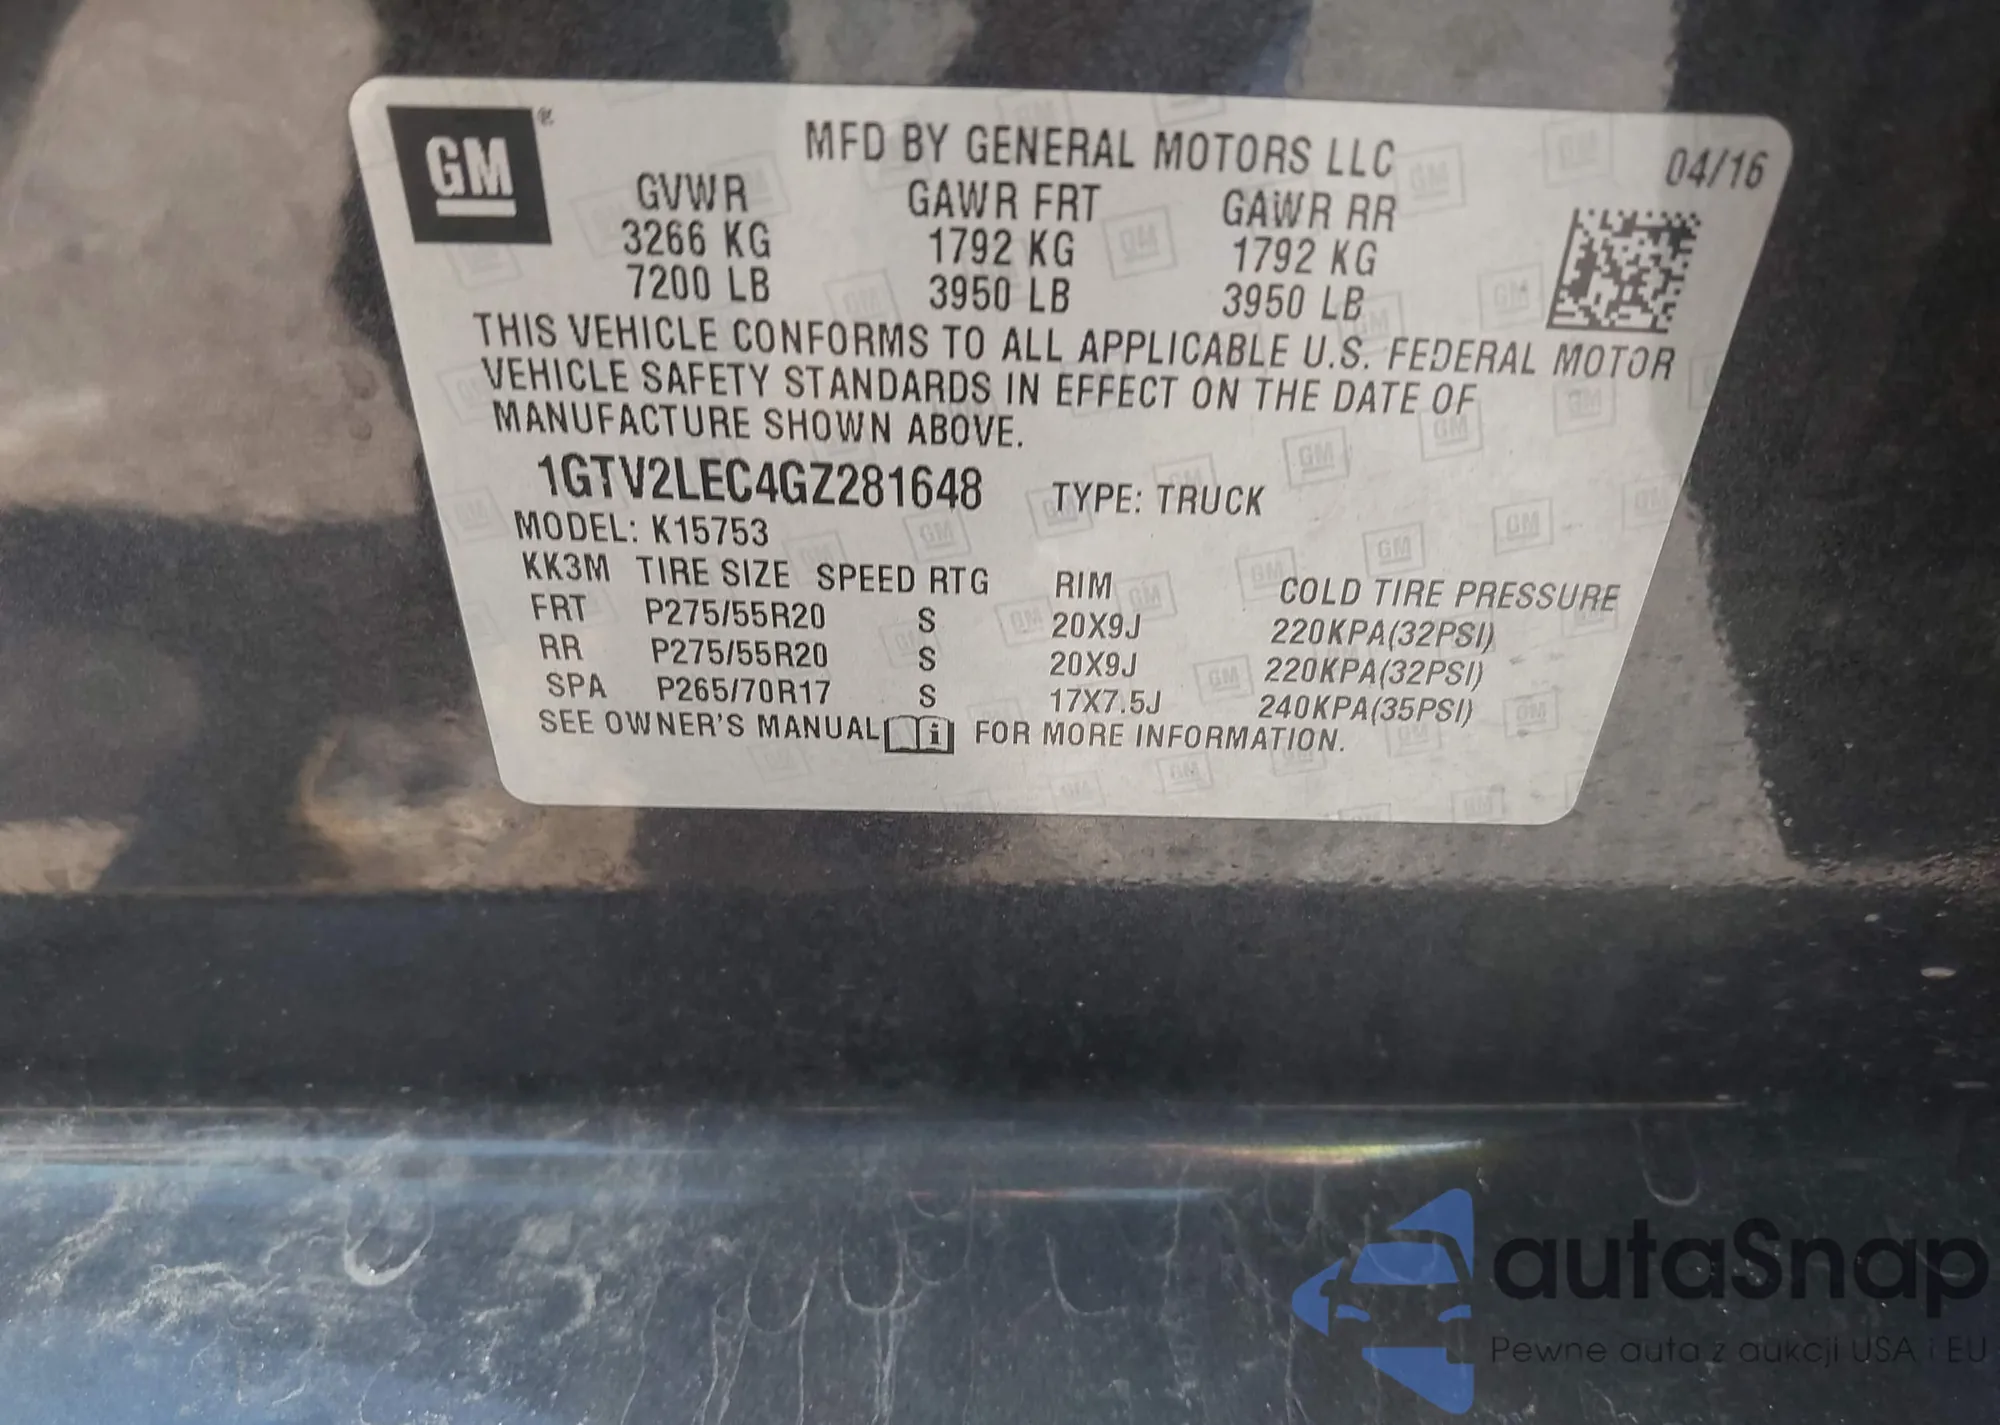 GM®
MFD BY GENERAL MOTORS LLC
04/16
GVWR GAWR FRT GAWR RR
3266 KG 1792 KG 1792 KG
7200 LB 3950 LB 3950 LB
THIS VEHICLE CONFORMS TO ALL APPLICABLE U.S. FEDERAL MOTOR
VEHICLE SAFETY STANDARDS IN EFFECT ON THE DATE OF
MANUFACTURE SHOWN ABOVE.
1GTV2LEC4GZ281648 TYPE: TRUCK
MODEL: K15753
KK3M TIRE SIZE SPEED RTG RIM COLD TIRE PRESSURE
FRT P275/55R20 S 20X9J 220KPA(32PSI)
RR P275/55R20 S 20X9J 220KPA(32PSI)
SPA P265/70R17 S 17X7.5J 240KPA(35PSI)
SEE OWNER'S MANUAL i FOR MORE INFORMATION.
autaSnap
Pewne auta z aukcji USA i EU